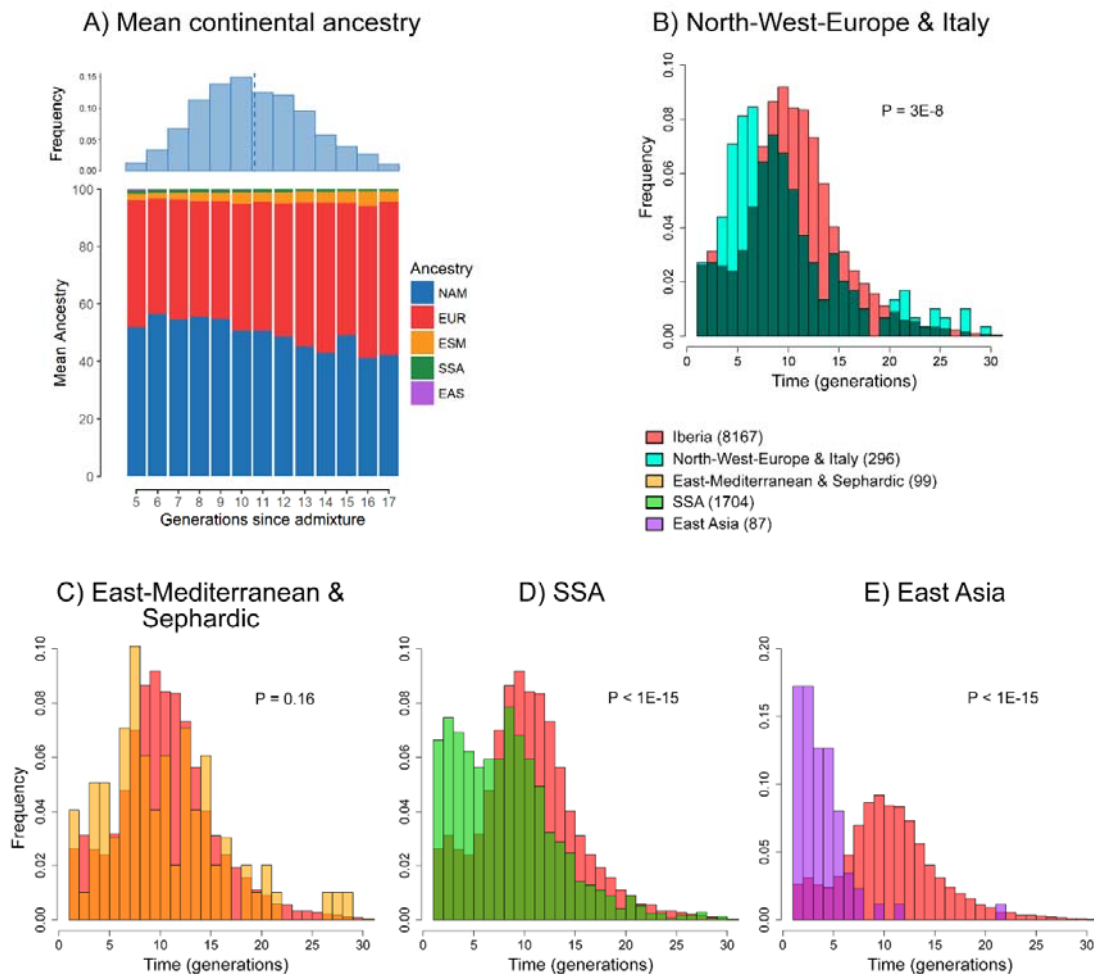 A) Mean continental ancestry
Frequency
0.15
0.10
0.05
0.00
Mean Ancestry
100
80
60
40
20
0
5 6 7 8 9 10 11 12 13 14 15 16 17
Generations since admixture
Ancestry
NAM
EUR
ESM
SSA
EAS
B) North-West-Europe & Italy
P = 3E-8
Frequency
0.10
0.08
0.06
0.04
0.02
0.00
0 5 10 15 20 25 30
Time (generations)
Iberia (8167)
North-West-Europe & Italy (296)
East-Mediterranean & Sephardic (99)
SSA (1704)
East Asia (87)
C) East-Mediterranean &
Sephardic
P = 0.16
Frequency
0.10
0.08
0.06
0.04
0.02
0.00
0 5 10 15 20 25 30
Time (generations)
D) SSA
P < 1E-15
0.10
0.08
0.06
0.04
0.02
0.00
0 5 10 15 20 25 30
Time (generations)
E) East Asia
P < 1E-15
0.20
0.15
0.10
0.05
0.00
0 5 10 15 20 25 30
Time (generations)